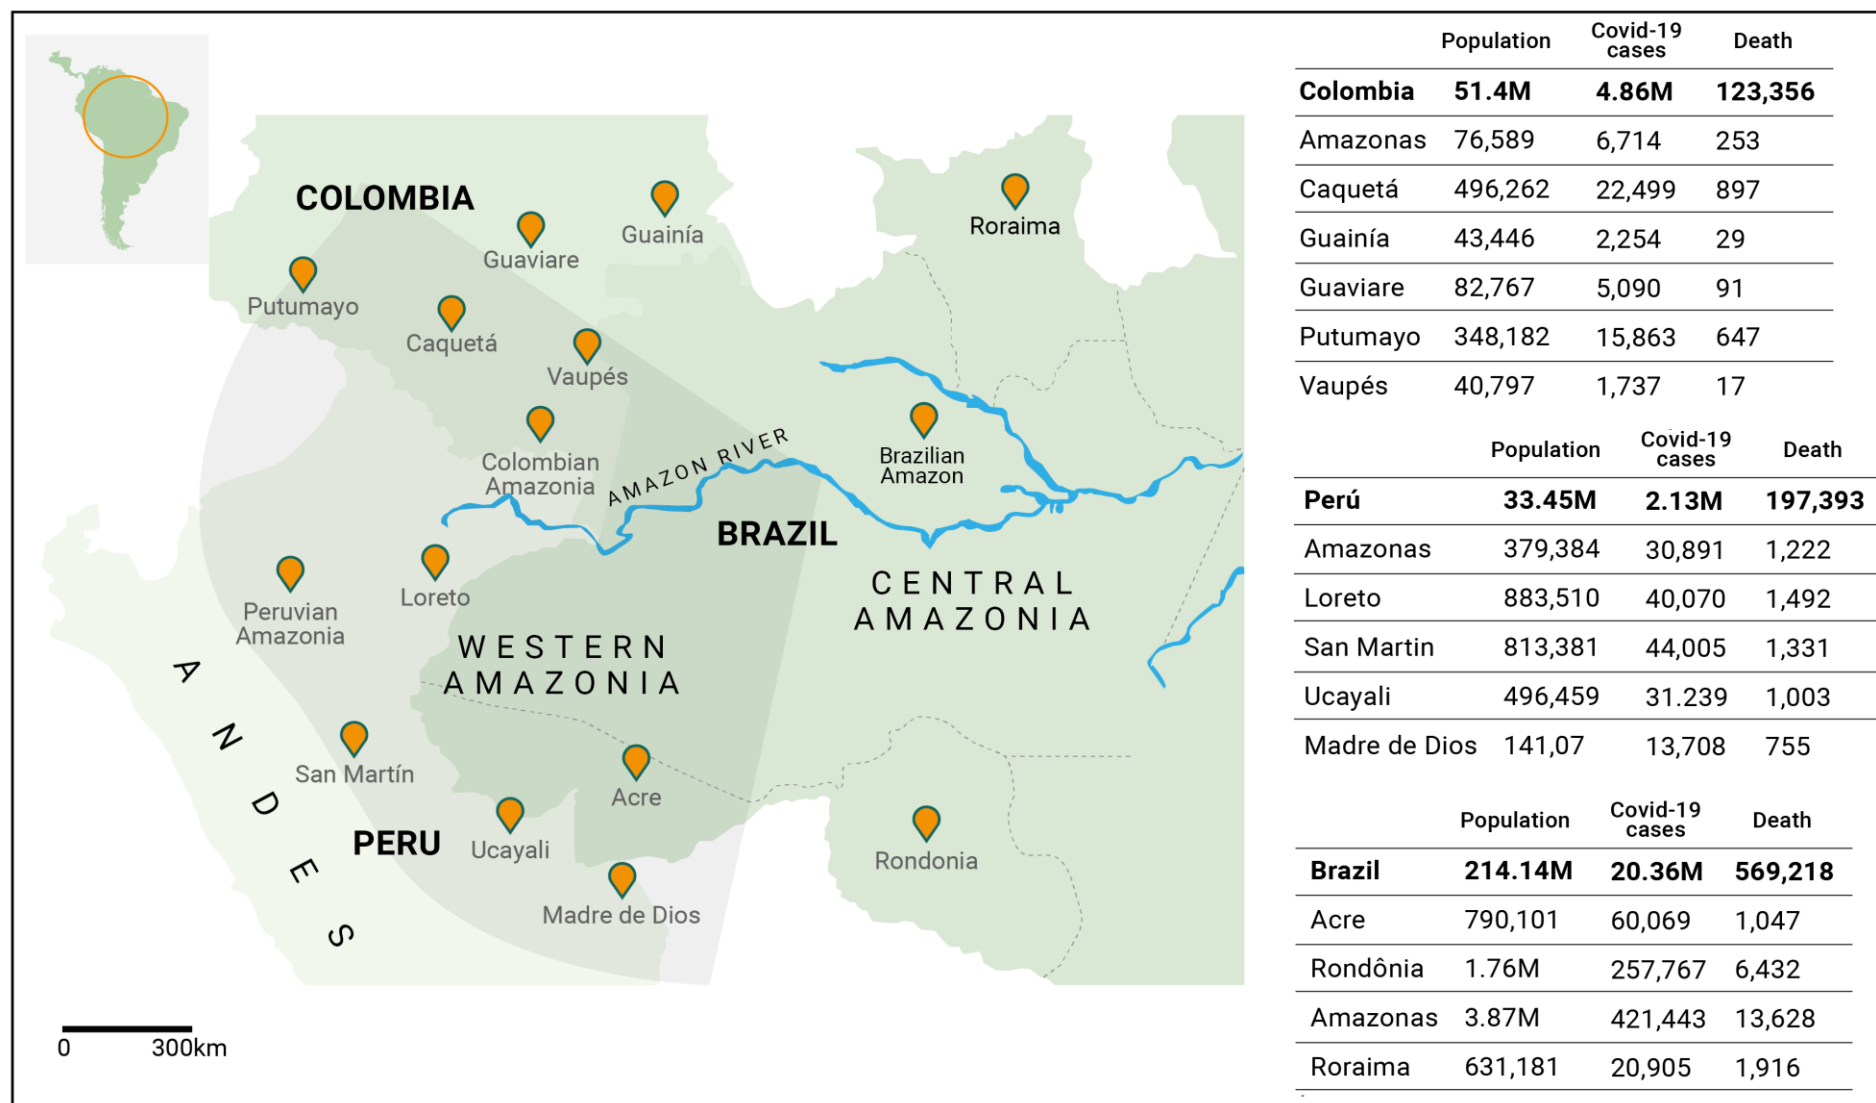 COLOMBIA
Guainía
Guaviare
Roraima
Putumayo
Caquetá
Vaupés
Colombian
Amazonia
AMAZON RIVER
Brazilian
Amazon
BRAZIL
Loreto
Peruvian
Amazonia
CENTRAL
AMAZONIA
WESTERN
AMAZONIA
ANDES
San Martín
Acre
PERU
Ucayali
Rondonia
Madre de Dios
0 300km
Population Covid-19 cases Death
Colombia 51.4M 4.86M 123,356
Amazonas 76,589 6,714 253
Caquetá 496,262 22,499 897
Guainía 43,446 2,254 29
Guaviare 82,767 5,090 91
Putumayo 348,182 15,863 647
Vaupés 40,797 1,737 17
Population Covid-19 cases Death
Perú 33.45M 2.13M 197,393
Amazonas 379,384 30,891 1,222
Loreto 883,510 40,070 1,492
San Martin 813,381 44,005 1,331
Ucayali 496,459 31.239 1,003
Madre de Dios 141,07 13,708 755
Population Covid-19 cases Death
Brazil 214.14M 20.36M 569,218
Acre 790,101 60,069 1,047
Rondônia 1.76M 257,767 6,432
Amazonas 3.87M 421,443 13,628
Roraima 631,181 20,905 1,916